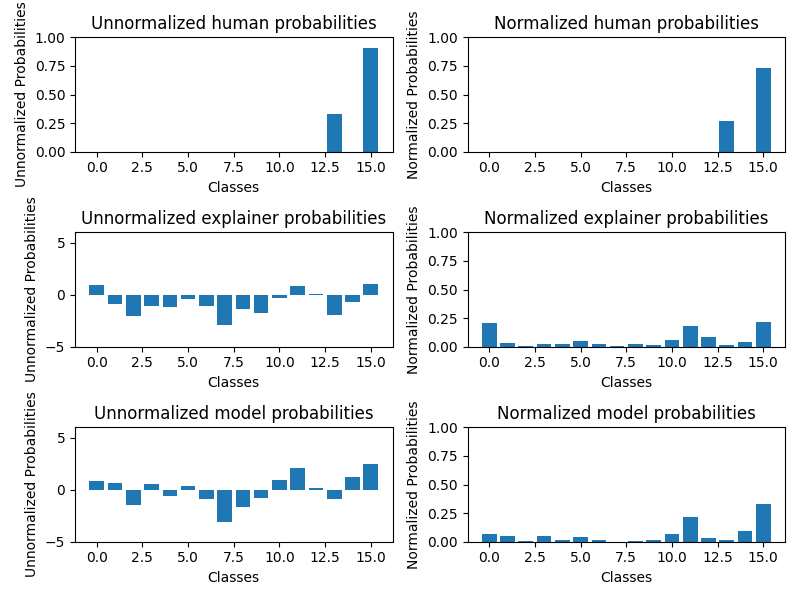 Unnormalized human probabilities
Unnormalized Probabilities
1.00
0.75
0.50
0.25
0.00
0.0 2.5 5.0 7.5 10.0 12.5 15.0
Classes
Normalized human probabilities
Normalized Probabilities
1.00
0.75
0.50
0.25
0.00
0.0 2.5 5.0 7.5 10.0 12.5 15.0
Classes
Unnormalized explainer probabilities
Unnormalized Probabilities
5
0
−5
0.0 2.5 5.0 7.5 10.0 12.5 15.0
Classes
Normalized explainer probabilities
Normalized Probabilities
1.00
0.75
0.50
0.25
0.00
0.0 2.5 5.0 7.5 10.0 12.5 15.0
Classes
Unnormalized model probabilities
Unnormalized Probabilities
5
0
−5
0.0 2.5 5.0 7.5 10.0 12.5 15.0
Classes
Normalized model probabilities
Normalized Probabilities
1.00
0.75
0.50
0.25
0.00
0.0 2.5 5.0 7.5 10.0 12.5 15.0
Classes